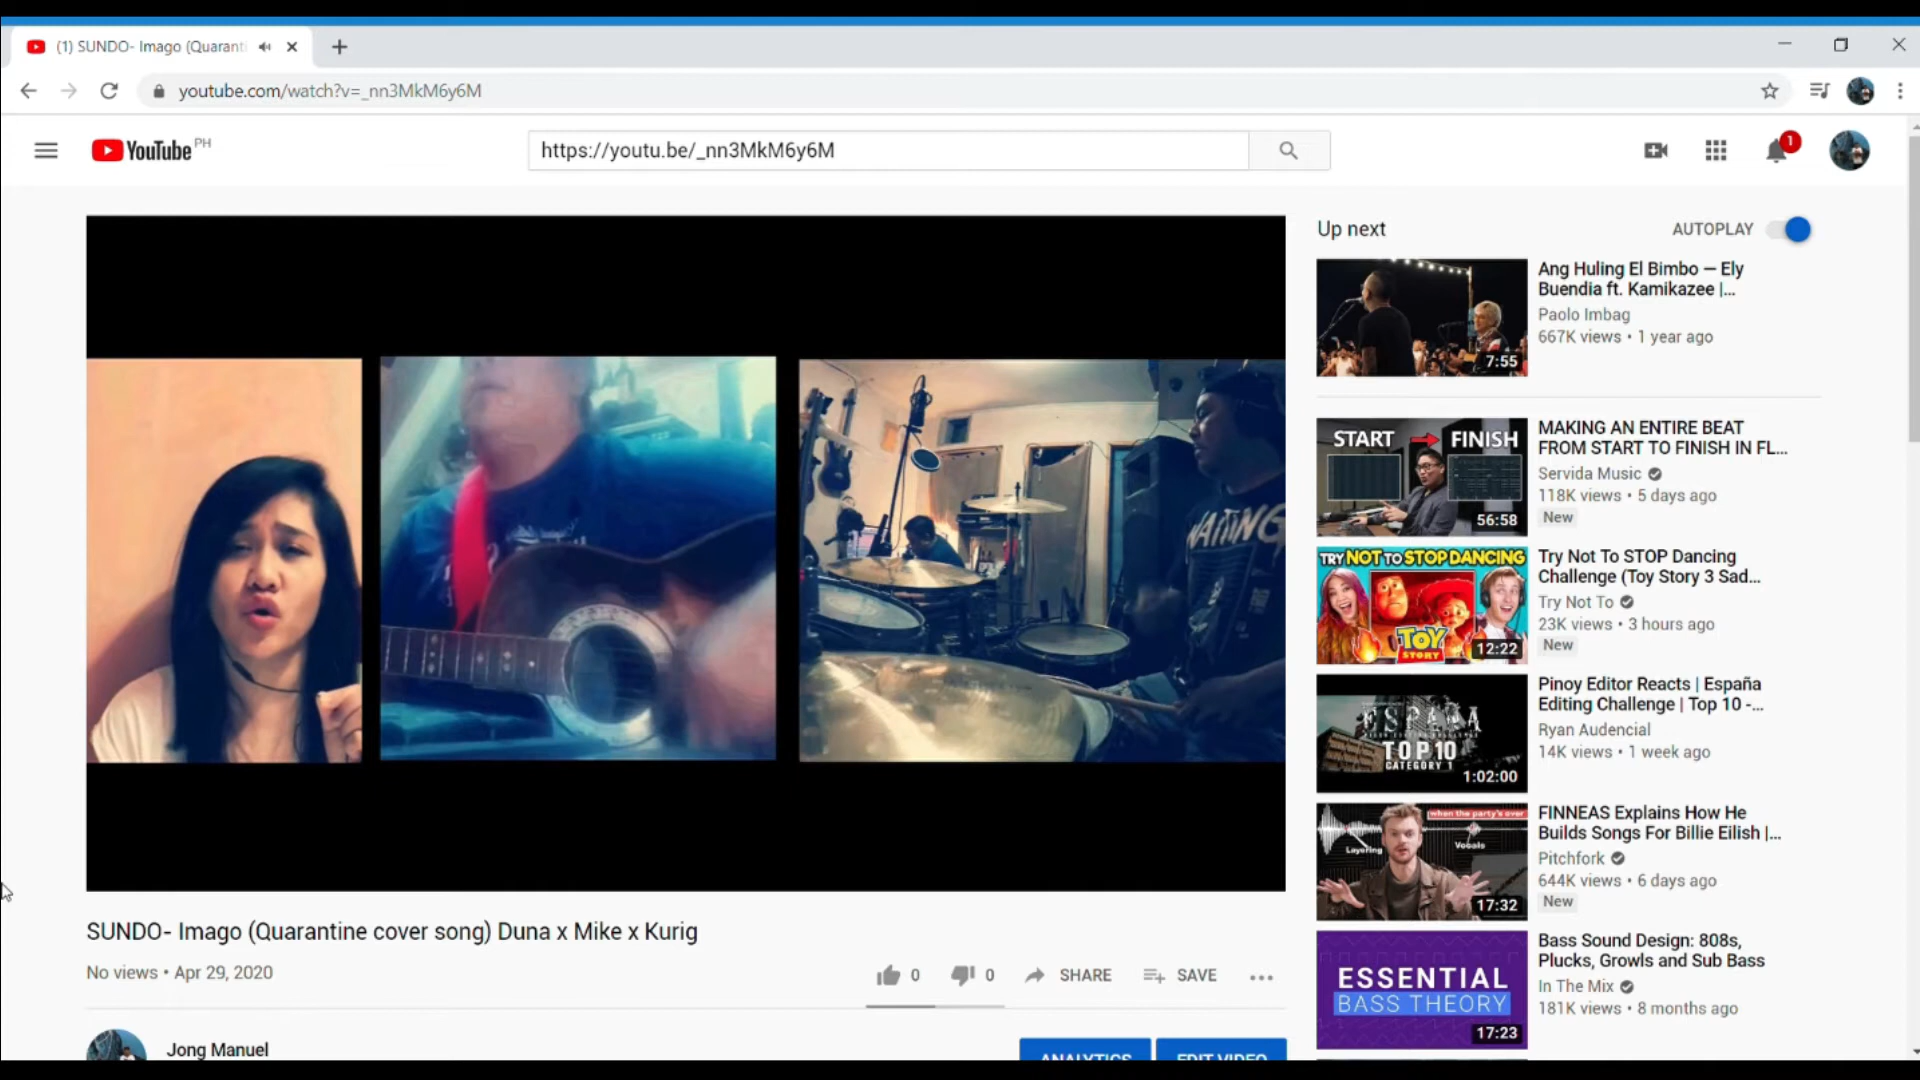 (1) SUNDO- Imago (Quaranti
youtube.com/watch?v=_nn3MkM6y6M
YouTube PH
https://youtu.be/_nn3MkM6y6M
1
WAITING
SUNDO- Imago (Quarantine cover song) Duna x Mike x Kurig
No views • Apr 29, 2020
0
0
SHARE
SAVE
Jong Manuel
ANALYTICS
EDIT VIDEO
Up next
AUTOPLAY
7:55
Ang Huling El Bimbo — Ely
Buendia ft. Kamikazee |...
Paolo Imbag
667K views • 1 year ago
START
FINISH
56:58
MAKING AN ENTIRE BEAT
FROM START TO FINISH IN FL...
Servida Music
118K views • 5 days ago
New
TRY NOT TO STOP DANCING
TOY
STORY
12:22
Try Not To STOP Dancing
Challenge (Toy Story 3 Sad...
Try Not To
23K views • 3 hours ago
New
ESPAÑA
TOP 10
CATEGORY 1
1:02:00
Pinoy Editor Reacts | España
Editing Challenge | Top 10 -...
Ryan Audencial
14K views • 1 week ago
when the party's over
Layering
Vocals
17:32
FINNEAS Explains How He
Builds Songs For Billie Eilish |...
Pitchfork
644K views • 6 days ago
New
ESSENTIAL
BASS THEORY
17:23
Bass Sound Design: 808s,
Plucks, Growls and Sub Bass
In The Mix
181K views • 8 months ago